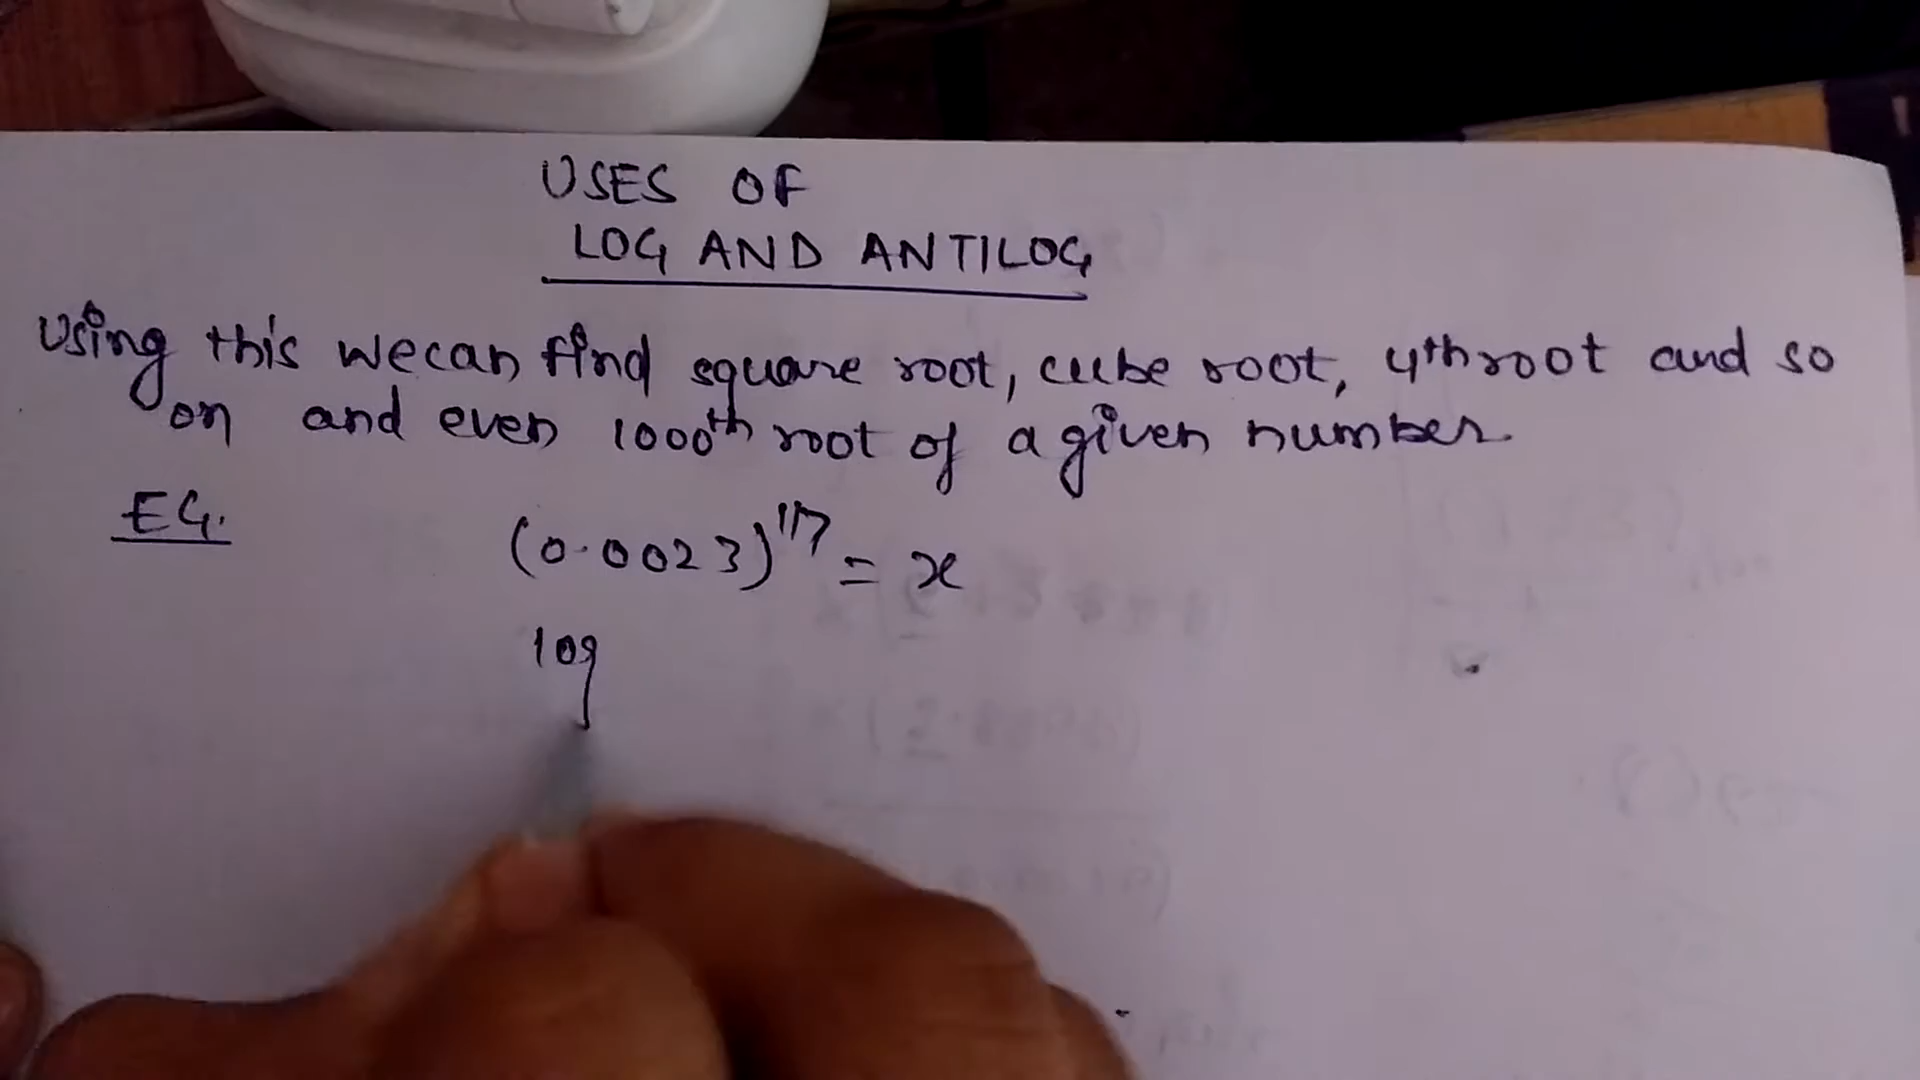 USES OF
LOG AND ANTILOG
Using this we can find square root, cube root, 4th root and so
on and even 1000th root of a given number.
EG.
(0.0023)^1/7 = x
log